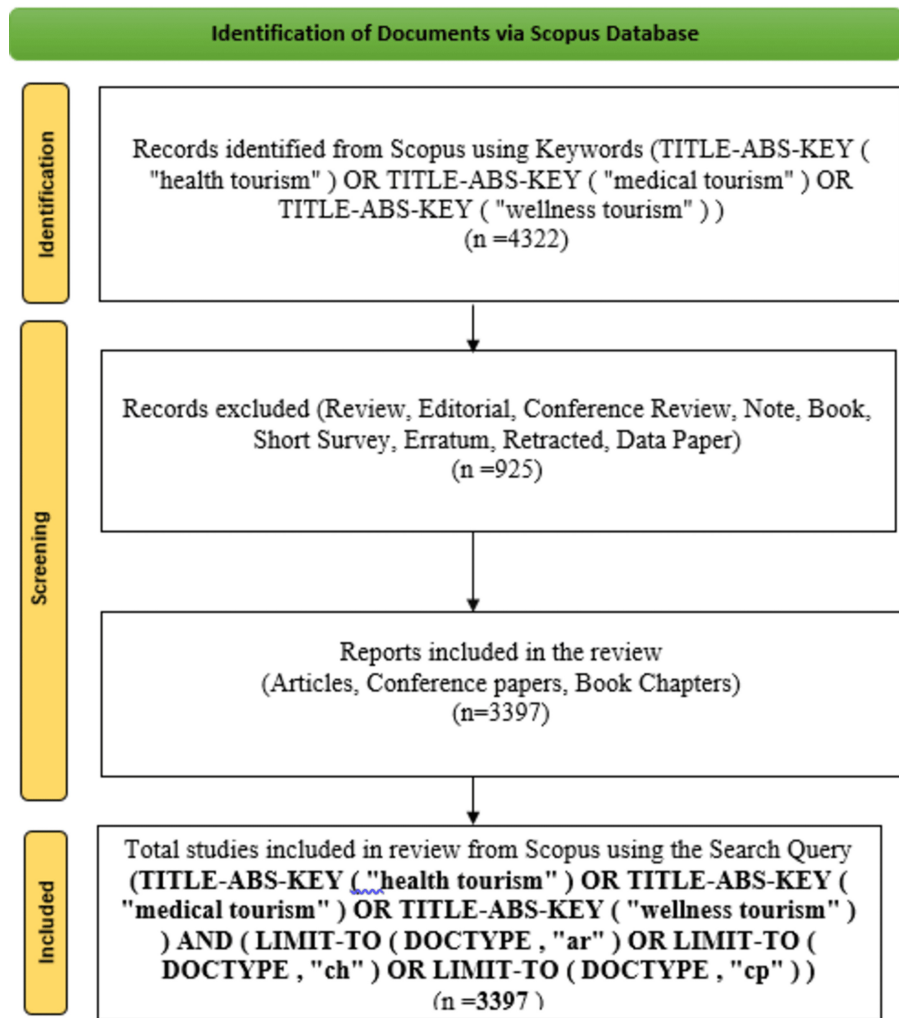 Identification of Documents via Scopus Database
Identification
Records identified from Scopus using Keywords (TITLE-ABS-KEY (
"health tourism" ) OR TITLE-ABS-KEY ( "medical tourism" ) OR
TITLE-ABS-KEY ( "wellness tourism" ) )
(n =4322)
Screening
Records excluded (Review, Editorial, Conference Review, Note, Book,
Short Survey, Erratum, Retracted, Data Paper)
(n =925)
Reports included in the review
(Articles, Conference papers, Book Chapters)
(n=3397)
Included
Total studies included in review from Scopus using the Search Query
(TITLE-ABS-KEY ( "health tourism" ) OR TITLE-ABS-KEY (
"medical tourism" ) OR TITLE-ABS-KEY ( "wellness tourism" )
) AND ( LIMIT-TO ( DOCTYPE , "ar" ) OR LIMIT-TO (
DOCTYPE , "ch" ) OR LIMIT-TO ( DOCTYPE , "cp" ) )
(n =3397 )